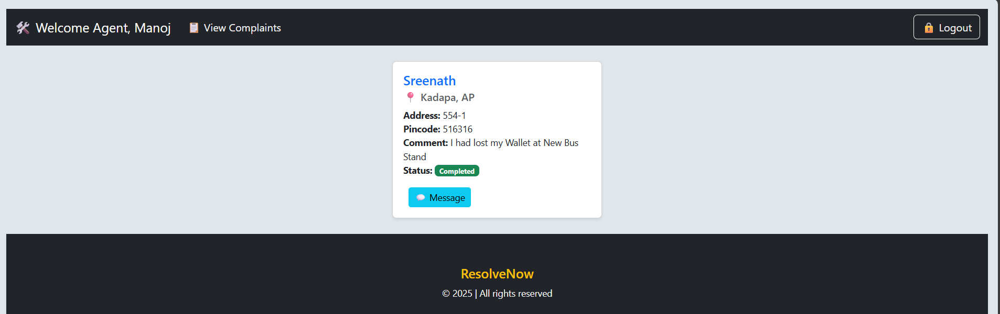 Welcome Agent, Manoj
View Complaints
Logout
Sreenath
Kadapa, AP
Address: 554-1
Pincode: 516316
Comment: I had lost my Wallet at New Bus
Stand
Status: Completed
Message
ResolveNow
© 2025 | All rights reserved